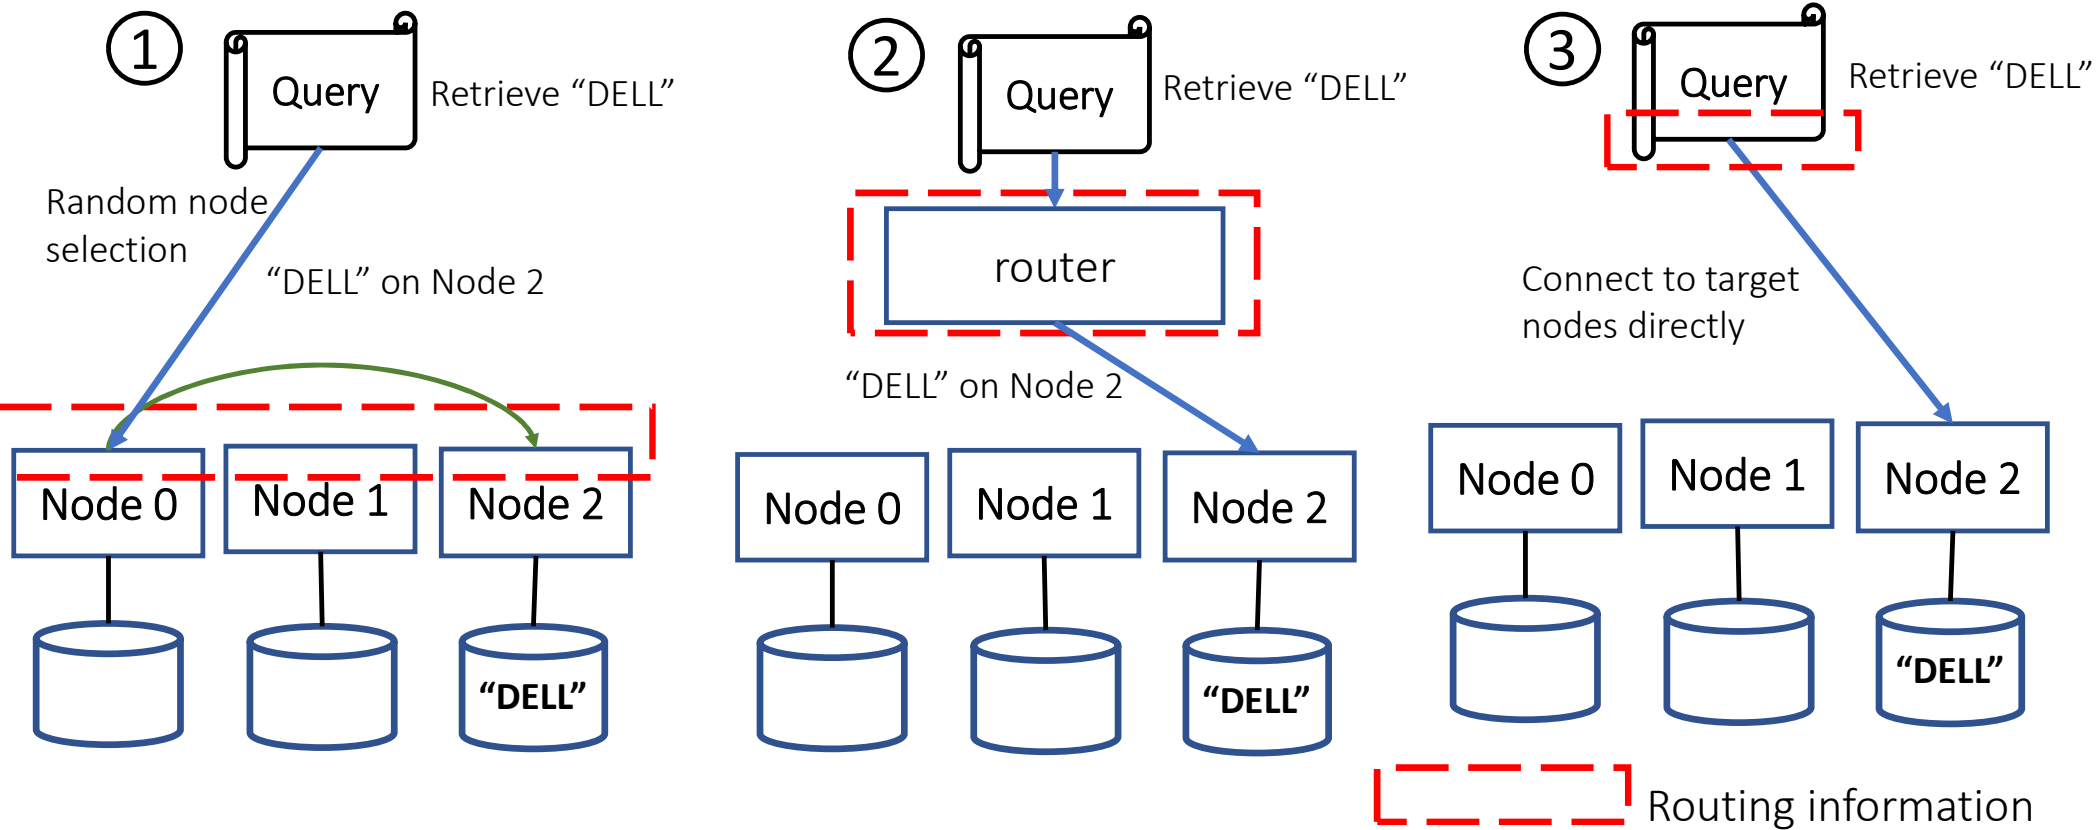 1
Query
Retrieve “DELL”
Random node
selection
“DELL” on Node 2
Node 0
Node 1
Node 2
“DELL”
2
Query
Retrieve “DELL”
router
“DELL” on Node 2
Node 0
Node 1
Node 2
“DELL”
3
Query
Retrieve “DELL”
Connect to target
nodes directly
Node 0
Node 1
Node 2
“DELL”
Routing information